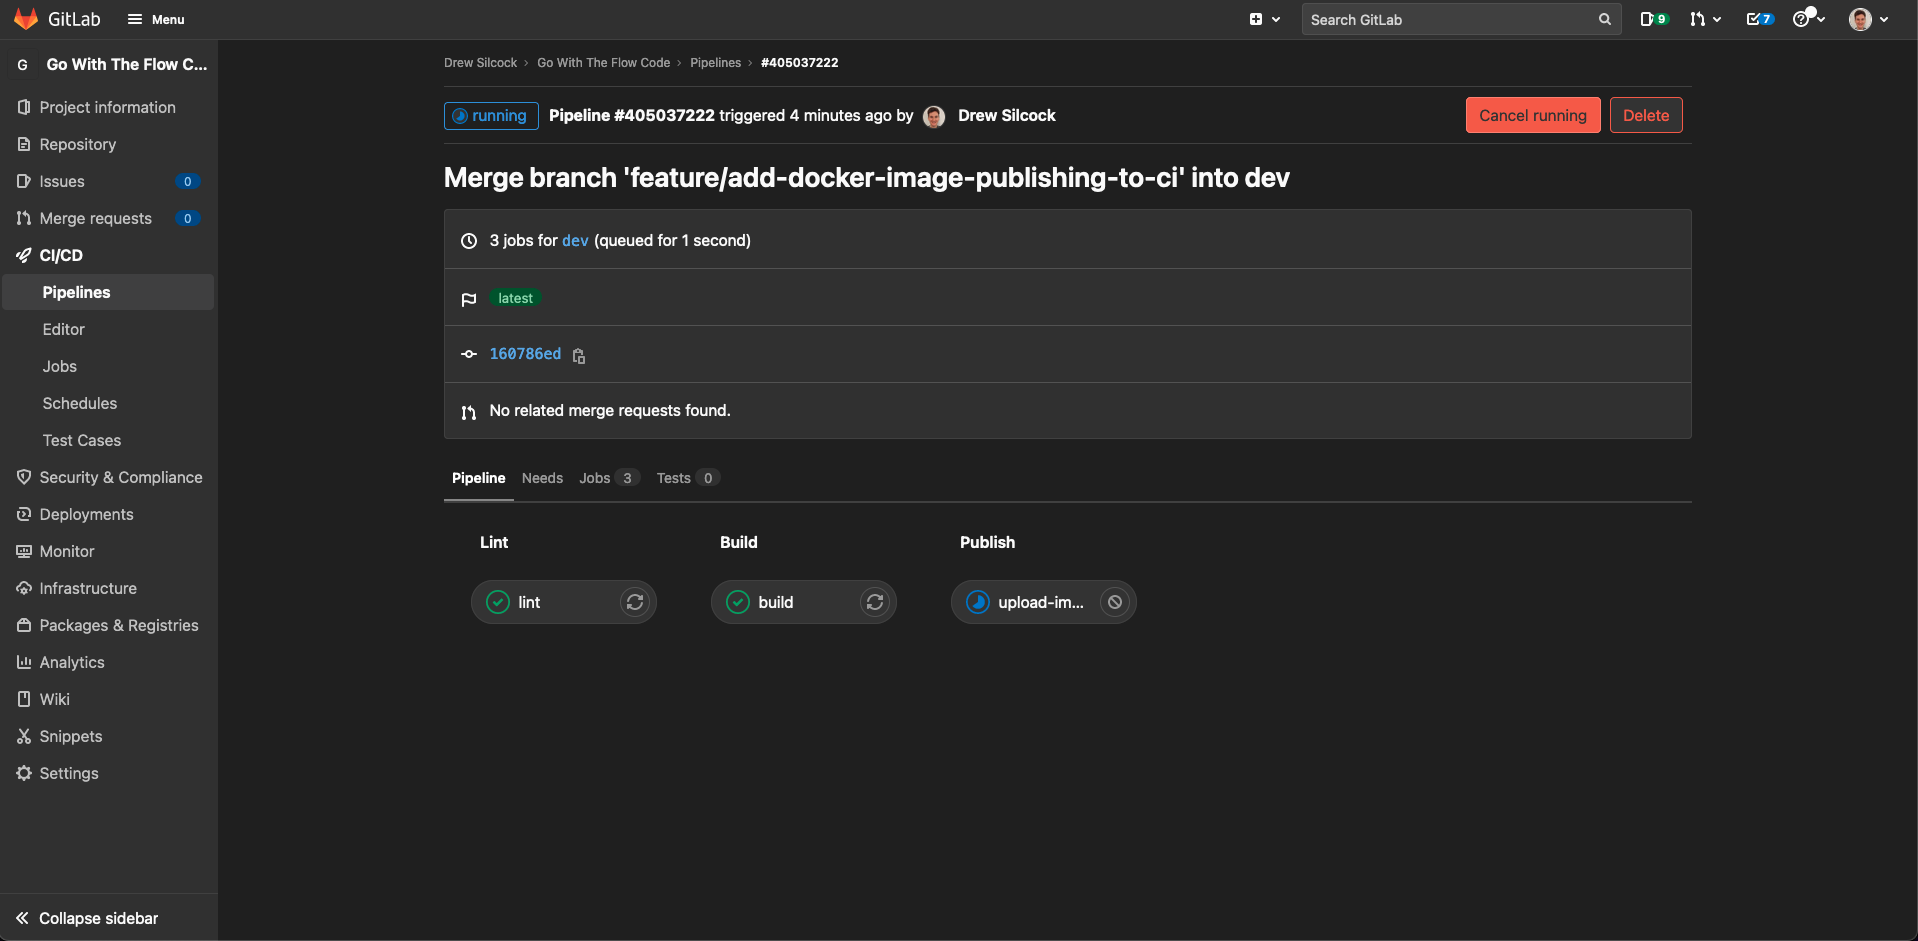 GitLab
Menu
Search GitLab
9
7
G Go With The Flow C...
Project information
Repository
Issues 0
Merge requests 0
CI/CD
Pipelines
Editor
Jobs
Schedules
Test Cases
Security & Compliance
Deployments
Monitor
Infrastructure
Packages & Registries
Analytics
Wiki
Snippets
Settings
Collapse sidebar
Drew Silcock › Go With The Flow Code › Pipelines › #405037222
running Pipeline #405037222 triggered 4 minutes ago by Drew Silcock
Cancel running
Delete
Merge branch 'feature/add-docker-image-publishing-to-ci' into dev
3 jobs for dev (queued for 1 second)
latest
160786ed
No related merge requests found.
Pipeline Needs Jobs 3 Tests 0
Lint Build Publish
lint build upload-im...